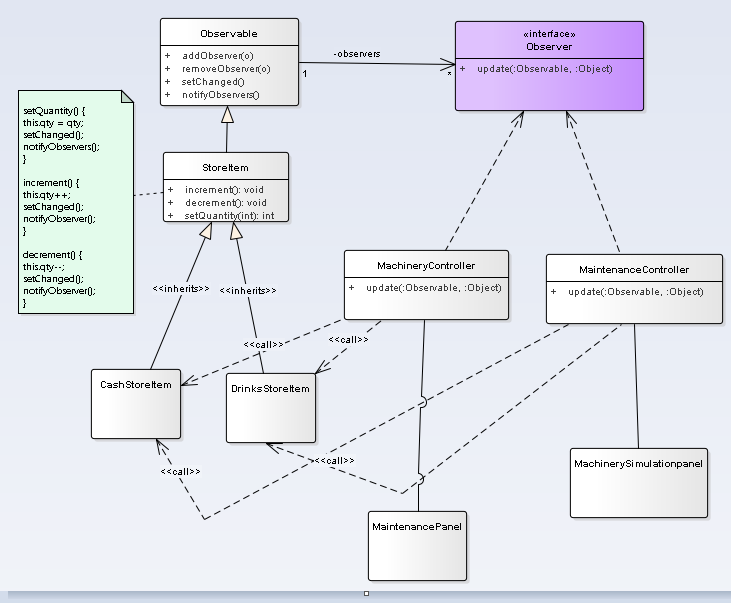 Observable
+ addObserver(o)
+ removeObserver(o)
+ setChanged()
+ notifyObservers()
-observers
1
*
«interface»
Observer
+ update(:Observable, :Object)
setQuantity() {
this.qty = qty;
setChanged();
notifyObservers();
}
increment() {
this.qty++;
setChanged();
notifyObserver();
}
decrement() {
this.qty--;
setChanged();
notifyObserver();
}
StoreItem
+ increment(): void
+ decrement(): void
+ setQuantity(int): int
MachineryController
+ update(:Observable, :Object)
MaintenanceController
+ update(:Observable, :Object)
<<inherits>>
<<inherits>>
<<call>>
<<call>>
CashStoreItem
DrinksStoreItem
<<call>>
<<call>>
MachinerySimulationpanel
MaintenancePanel